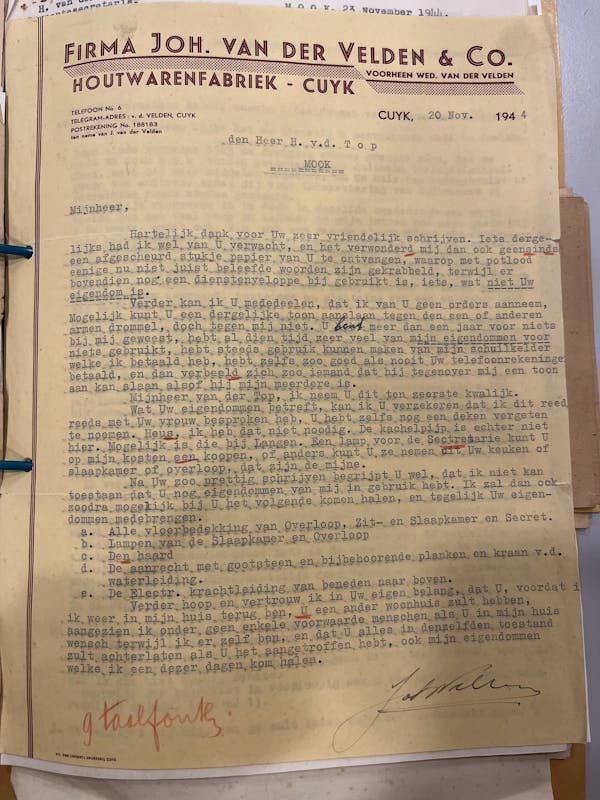 H. van d
entesecretarie
M O O K, 23 November 1944.
FIRMA JOH. VAN DER VELDEN & CO.
VOORHEEN WED. VAN DER VELDEN
HOUTWARENFABRIEK - CUYK
TELEFOON No. 6
TELEGRAM-ADRES: v. d. VELDEN, CUYK
POSTREKENING No. 188183
ten name van J. van der Velden
CUYK, 20 Nov. 1944
den Heer H. v.d. T o p
MOOK
Mijnheer,
Hartelijk dank voor Uw zeer vriendelijk schrijven. Iets derge-
lijks had ik wel van U verwacht, en het verwonderd mij dan ook geensinds
een afgescheurd stukje papier van U te ontvangen, waarop met potlood
eenige nu niet juist beleefde woorden zijn gekrabbeld, terwijl er
bovendien nog een dienstenveloppe bij gebruikt is, iets, wat niet Uw
eigendom is.
Verder kan ik U mededeelen, dat ik van U geen orders aanneem,
Mogelijk kunt U een dergelijke toon aanslaan tegen den een of anderen
armen drommel, doch tegen mij niet. U bent meer dan een jaar voor niets
bij mij geweest, hebt al dien tijd zeer veel van mijn eigendommen voor
niets gebruikt, hebt steeds gebruik kunnen maken van mijn schuilkelder
welke ik betaald heb, hebt zelfs zoo goed als nooit Uw telefoonrekeninge
betaald, en dan verbeeld zich zoo iemand dat hij tegenover mij een toon
aan kan slaan alsof hij mijn meerdere is.
Mijnheer van der Top, ik neem U dit ten zeerste kwalijk.
Wat Uw eigendommen betreft, kan ik U verzekeren dat ik dit reed
reeds met Uw vrouw besproken heb, U hebt zelfs nog een deken vergeten
te noemen. Heus, ik heb dat niet noodig. De kachelpijp is echter niet
hier. Mogelijk is die bij Langen. Een lamp voor de Sectretarie kunt U
op mijn kosten een koopen, of anders kunt U ze nemen uit Uw keuken of
slaapkamer of overloop, dat zijn de mijne.
Na Uw zoo prettig schrijven begrijpt U wel, dat ik niet kan
toestaan dat U nog eigendommen van mij in gebruik hebt. Ik zal dan ook
zoodra mogelijk bij U het volgende komen halen, en tegelijk Uw eigen-
dommen medebrengen.
a. Alle vloerbedekking van Overloop, Zit- en Slaapkamer en Secret.
b. Lampen van de Slaapkamer en Overloop
c. Den haard
d. De aanrecht met gootsteen en bijbehoorende planken en kraan v.d.
waterleiding.
e. De Electr. krachtleiding van beneden naar boven.
Verder hoop en vertrouw ik in Uw eigen belang, dat U, voordat i
ik weer in mijn huis terug ben, U een ander woonhuis zult hebben,
aangezien ik onder geen enkele voorwaarde menschen als U in mijn huis
wensch terwijl ik er zelf ben, en dat U alles in denzelfden toestand
zult achterlaten als U het aangetroffen hebt, ook mijn eigendommen
welke ik een dezer dagen kom halen.
9 taalfouten.